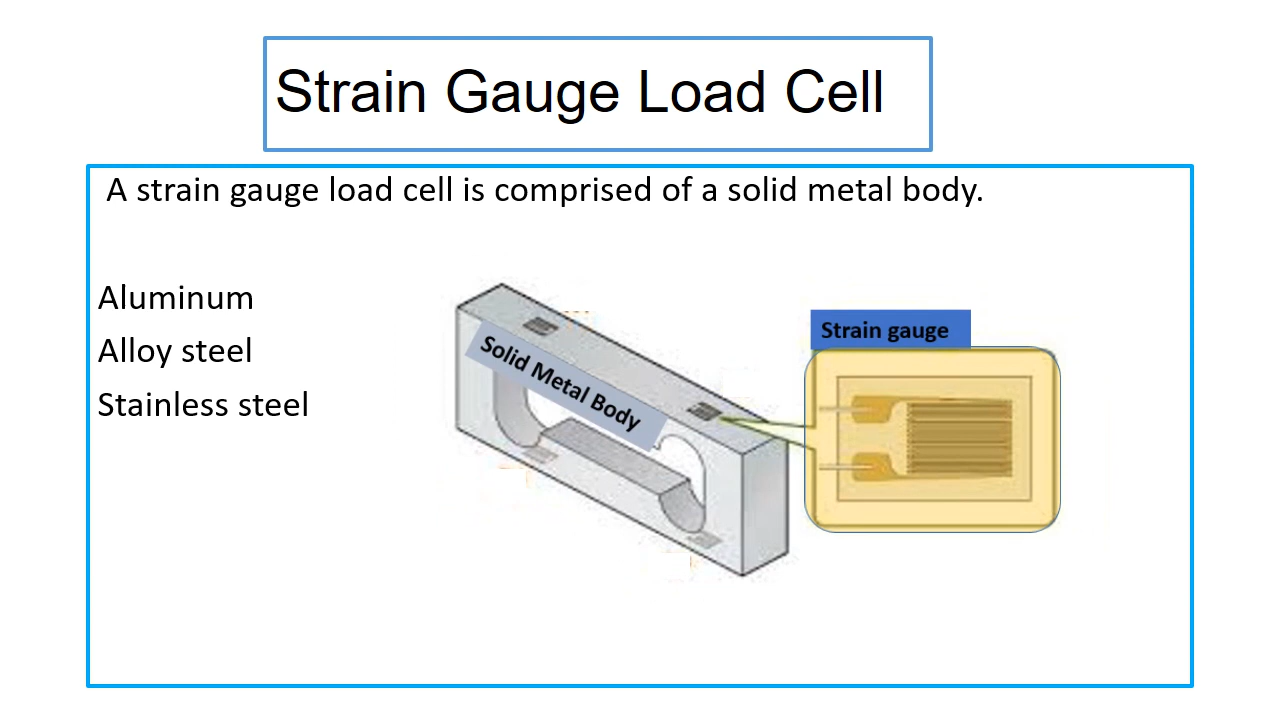 Strain Gauge Load Cell
A strain gauge load cell is comprised of a solid metal body.
Aluminum
Alloy steel
Stainless steel
Solid Metal Body
Strain gauge